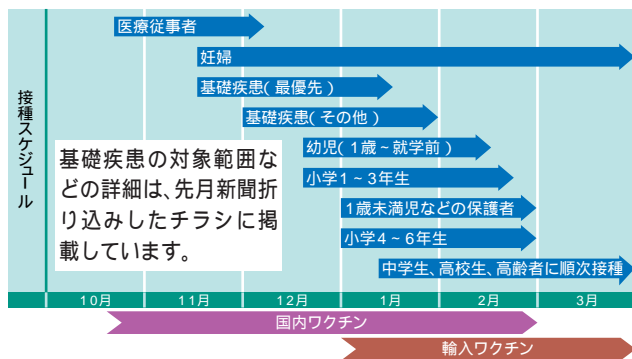 接種スケジュール
医療従事者
妊婦
基礎疾患(最優先)
基礎疾患(その他)
幼児(1歳~就学前)
小学1~3年生
1歳未満児などの保護者
小学4~6年生
中学生、高校生、高齢者に順次接種
基礎疾患の対象範囲な
どの詳細は、先月新聞折
り込みしたチラシに掲
載しています。
10月 11月 12月 1月 2月 3月
国内ワクチン
輸入ワクチン